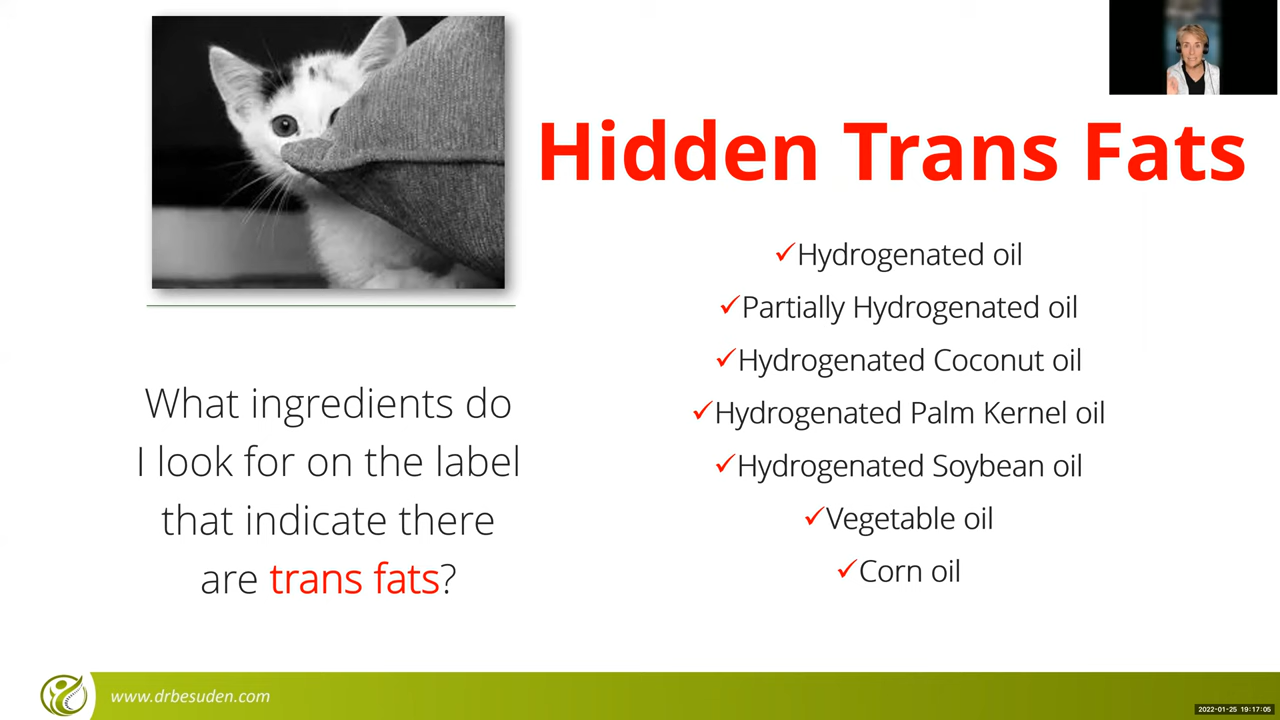 Hidden Trans Fats
What ingredients do
I look for on the label
that indicate there
are trans fats?
✓Hydrogenated oil
✓Partially Hydrogenated oil
✓Hydrogenated Coconut oil
✓Hydrogenated Palm Kernel oil
✓Hydrogenated Soybean oil
✓Vegetable oil
✓Corn oil
www.drbesuden.com
2022-01-25 19:17:05